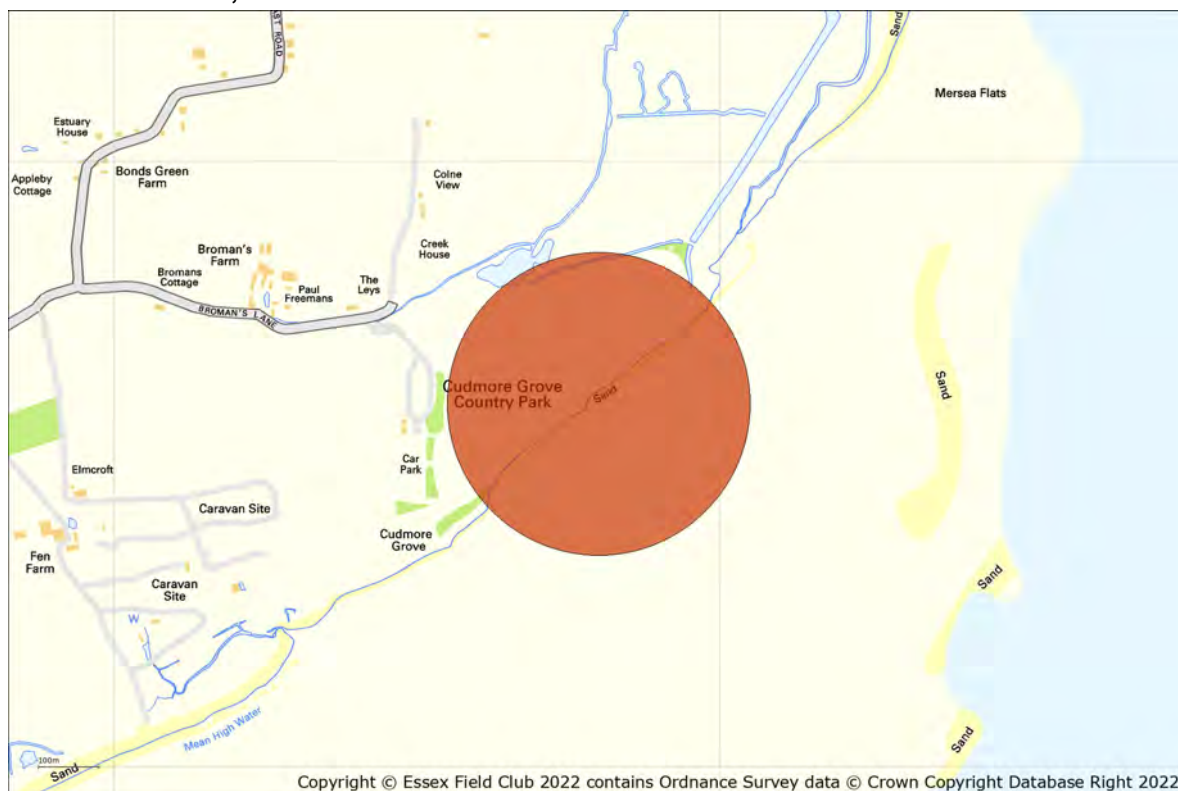 AST ROAD
Sand
Mersea Flats
Estuary
House
Appleby
Cottage
Bonds Green
Farm
Colne
View
Broman's
Farm
Creek
House
Bromans
Cottage
Paul
Freemans
The
Leys
BROMAN'S LANE
Cudmore Grove
Country Park
Sand
Sand
Elmcroft
Car
Park
Caravan Site
Cudmore
Grove
Fen
Farm
Caravan
Site
Sand
W
Mean High Water
Sand
Sand
100m
Copyright © Essex Field Club 2022 contains Ordnance Survey data © Crown Copyright Database Right 2022